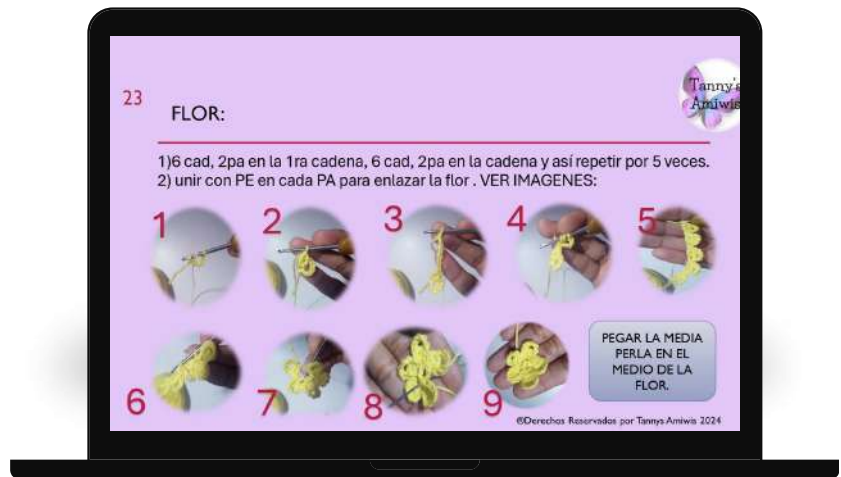 23
Tanny's
Amiwis
FLOR:
1)6 cad, 2pa en la 1ra cadena, 6 cad, 2pa en la cadena y así repetir por 5 veces.
2) unir con PE en cada PA para enlazar la flor . VER IMAGENES:
1
2
3
4
5
6
7
8
9
PEGAR LA MEDIA
PERLA EN EL
MEDIO DE LA
FLOR.
©Derechos Reservados por Tannys Amiwis 2024